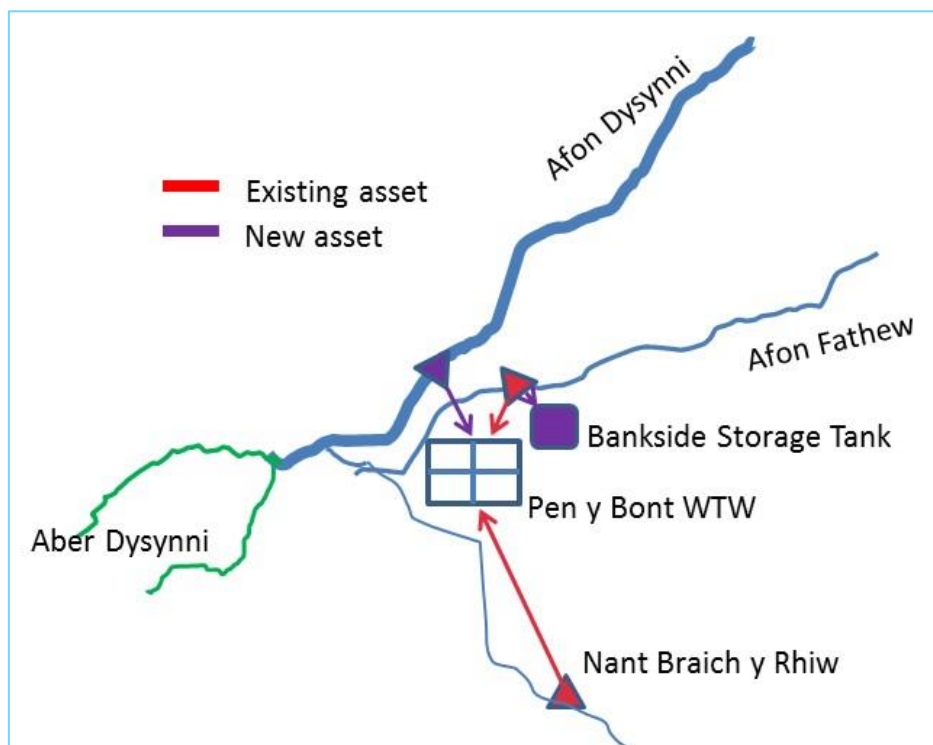 Afon Dysynni
Existing asset
New asset
Afon Fathew
Bankside Storage Tank
Pen y Bont WTW
Aber Dysynni
Nant Braich y Rhiw